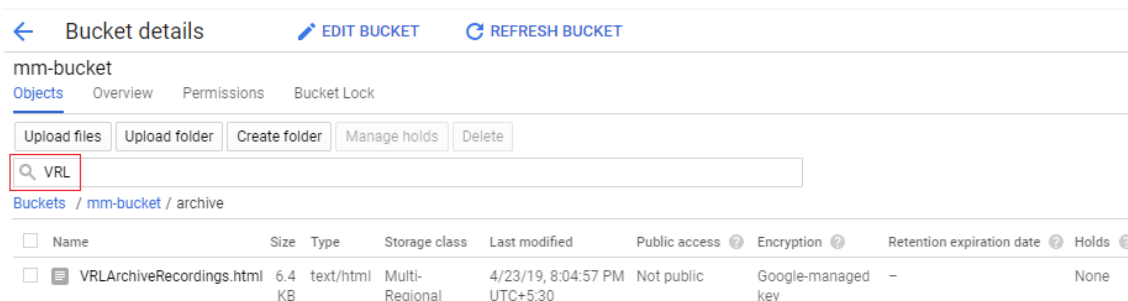 Bucket details EDIT BUCKET REFRESH BUCKET
mm-bucket
Objects Overview Permissions Bucket Lock
Upload files Upload folder Create folder Manage holds Delete
VRL
Buckets / mm-bucket / archive
Name Size Type Storage class Last modified Public access ? Encryption ? Retention expiration date ? Holds ?
VRLArchiveRecordings.html 6.4 text/html Multi- 4/23/19, 8:04:57 PM Not public Google-managed – None
KB Regional UTC+5:30 key